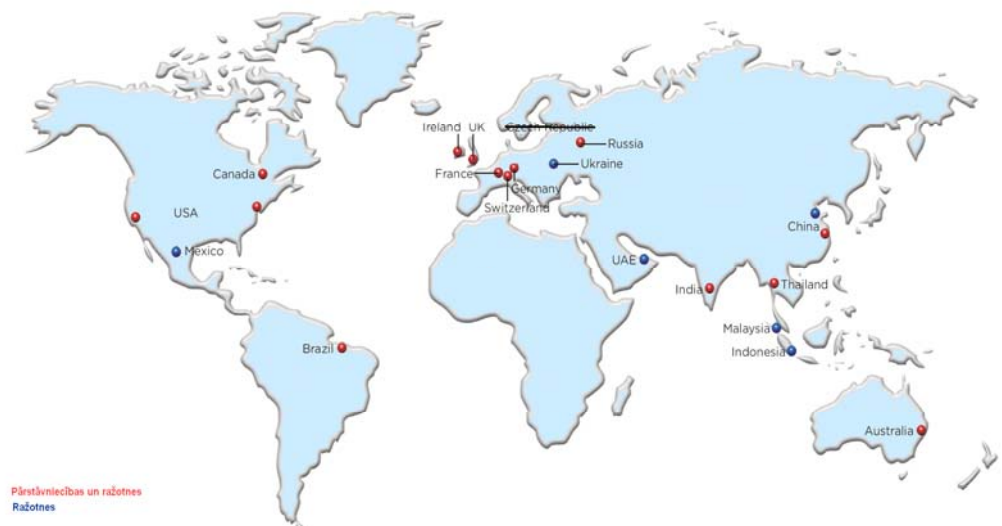 Ireland UK
Czech Republic
Russia
Ukraine
France
Germany
Switzerland
Canada
USA
Mexico
China
UAE
India
Thailand
Malaysia
Indonesia
Brazil
Australia
Pārstāvniecības un ražotnes
Ražotnes